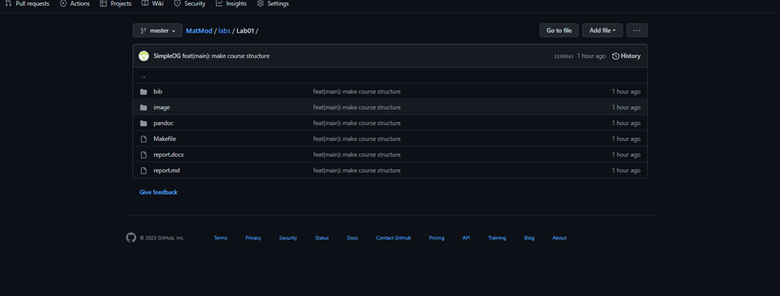 Pull requests Actions Projects Wiki Security Insights Settings
master MatMod / labs / Lab01 / Go to file Add file ...
SimpleOG feat(main): make course structure 1 hour ago History
..
bib feat(main): make course structure 1 hour ago
image feat(main): make course structure 1 hour ago
pandoc feat(main): make course structure 1 hour ago
Makefile feat(main): make course structure 1 hour ago
report.docx feat(main): make course structure 1 hour ago
report.md feat(main): make course structure 1 hour ago
Give feedback
© 2023 GitHub, Inc. Terms Privacy Security Status Docs Contact GitHub Pricing API Training Blog About